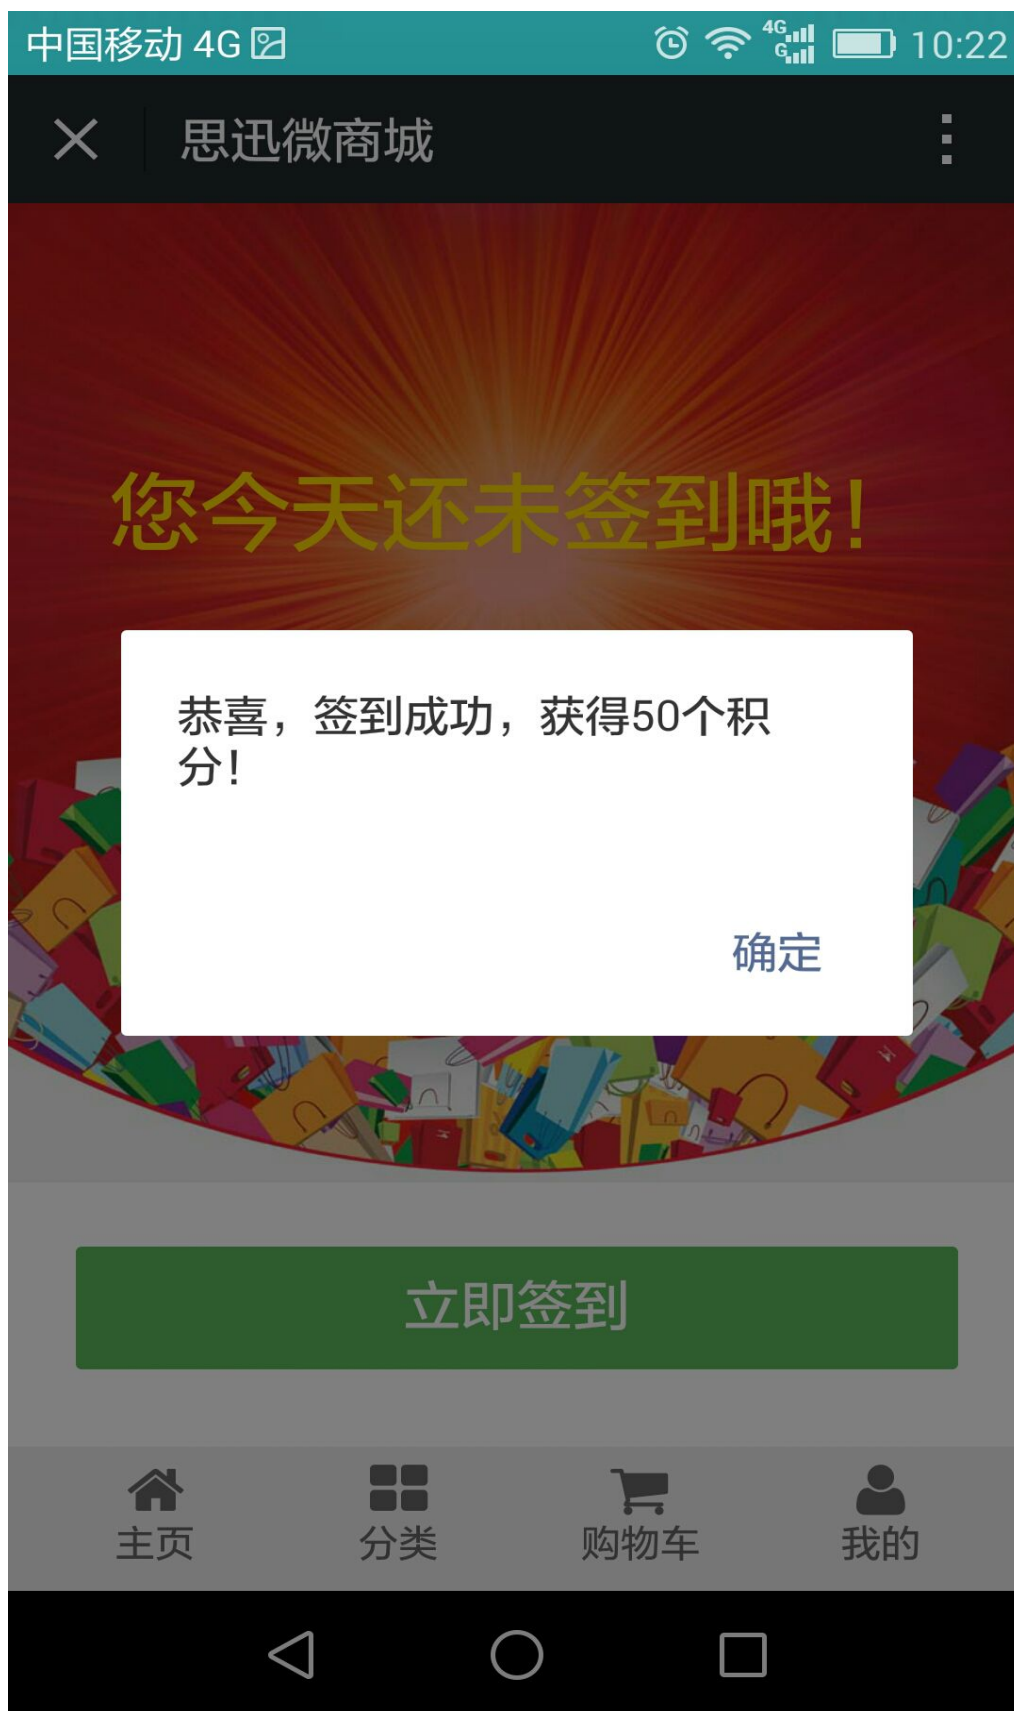 中国移动 4G 4G G 10:22
思迅微商城
您今天还未签到哦！
恭喜，签到成功，获得50个积
分！
确定
立即签到
主页 分类 购物车 我的